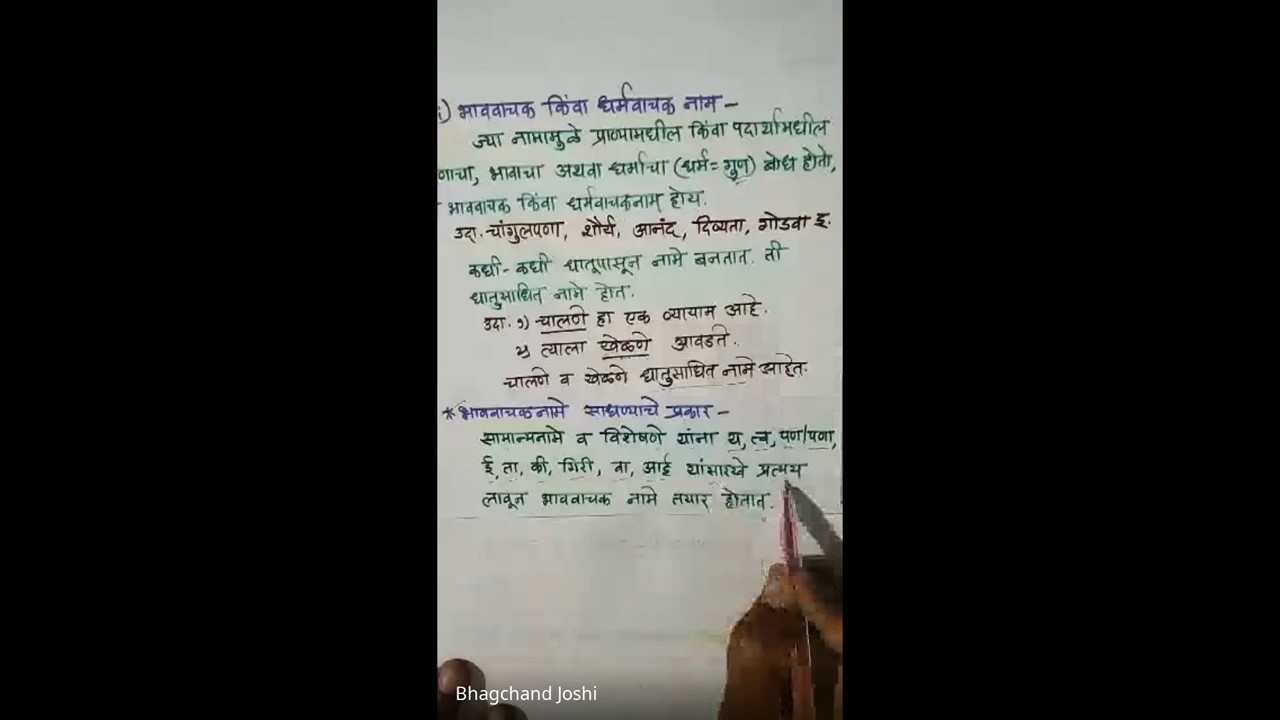 i) भाववाचक किंवा धर्मवाचक नाम -
ज्या नामामुळे प्राण्यामधील किंवा पदार्थामधील
णाचा, भावाचा अथवा धर्माचा (धर्म= गुण) बोध होतो,
भाववाचक किंवा धर्मवाचकनाम होय.
उदा. चांगुलपणा, शौर्य, आनंद, दिव्यता, गोडवा इ.
कधी- कधी धातूपासून नामे बनतात. ती
धातुसाधित नामे होत.
उदा. १) चालणे हा एक व्यायाम आहे.
२) त्याला खेळणे आवडते.
चालणे व खेळणे धातुसाधित नामे आहेत.
* भाववाचकनामे साधण्याचे प्रकार -
सामान्यनामे व विशेषणे यांना य, त्व, पण/पणा,
ई, ता, की, गिरी, वा, आई यांसारखे प्रत्यय
लावून भाववाचक नामे तयार होतात.
Bhagchand Joshi